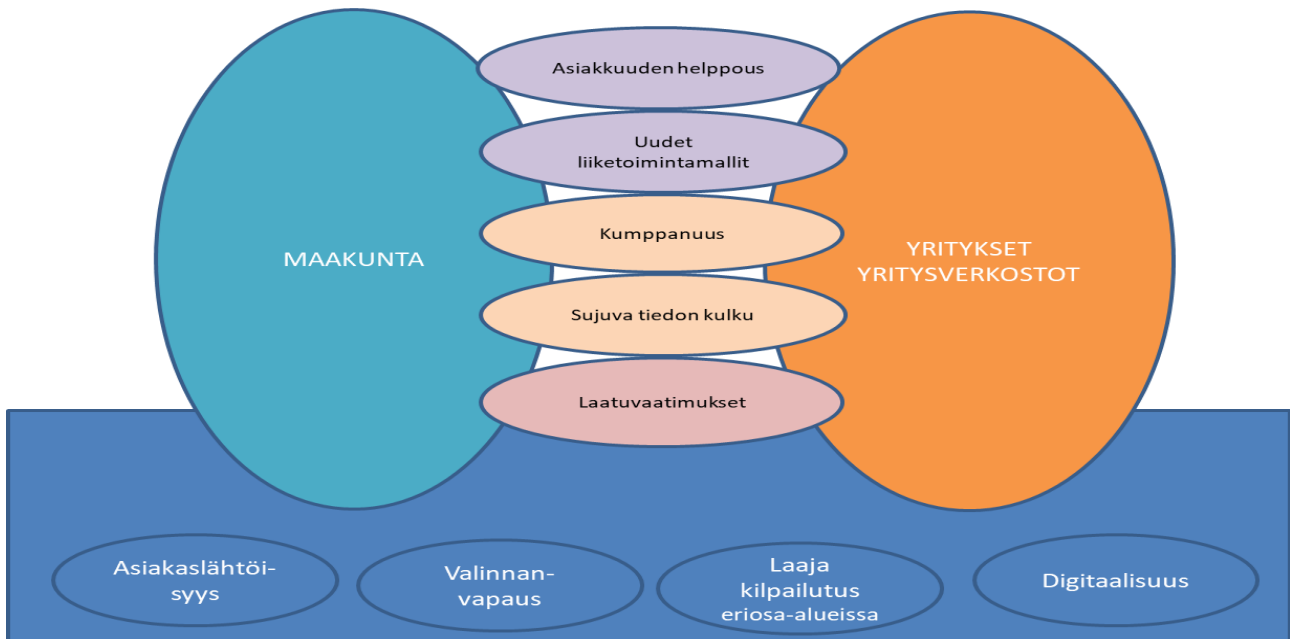 Asiakkuuden helppous
Uudet
liiketoimintamallit
Kumppanuus
MAAKUNTA
YRITYKSET
YRITYSVERKOSTOT
Sujuva tiedon kulku
Laatuvaatimukset
Asiakaslähtöi-
syys
Valinnan-
vapaus
Laaja
kilpailutus
eriosa-alueissa
Digitaalisuus